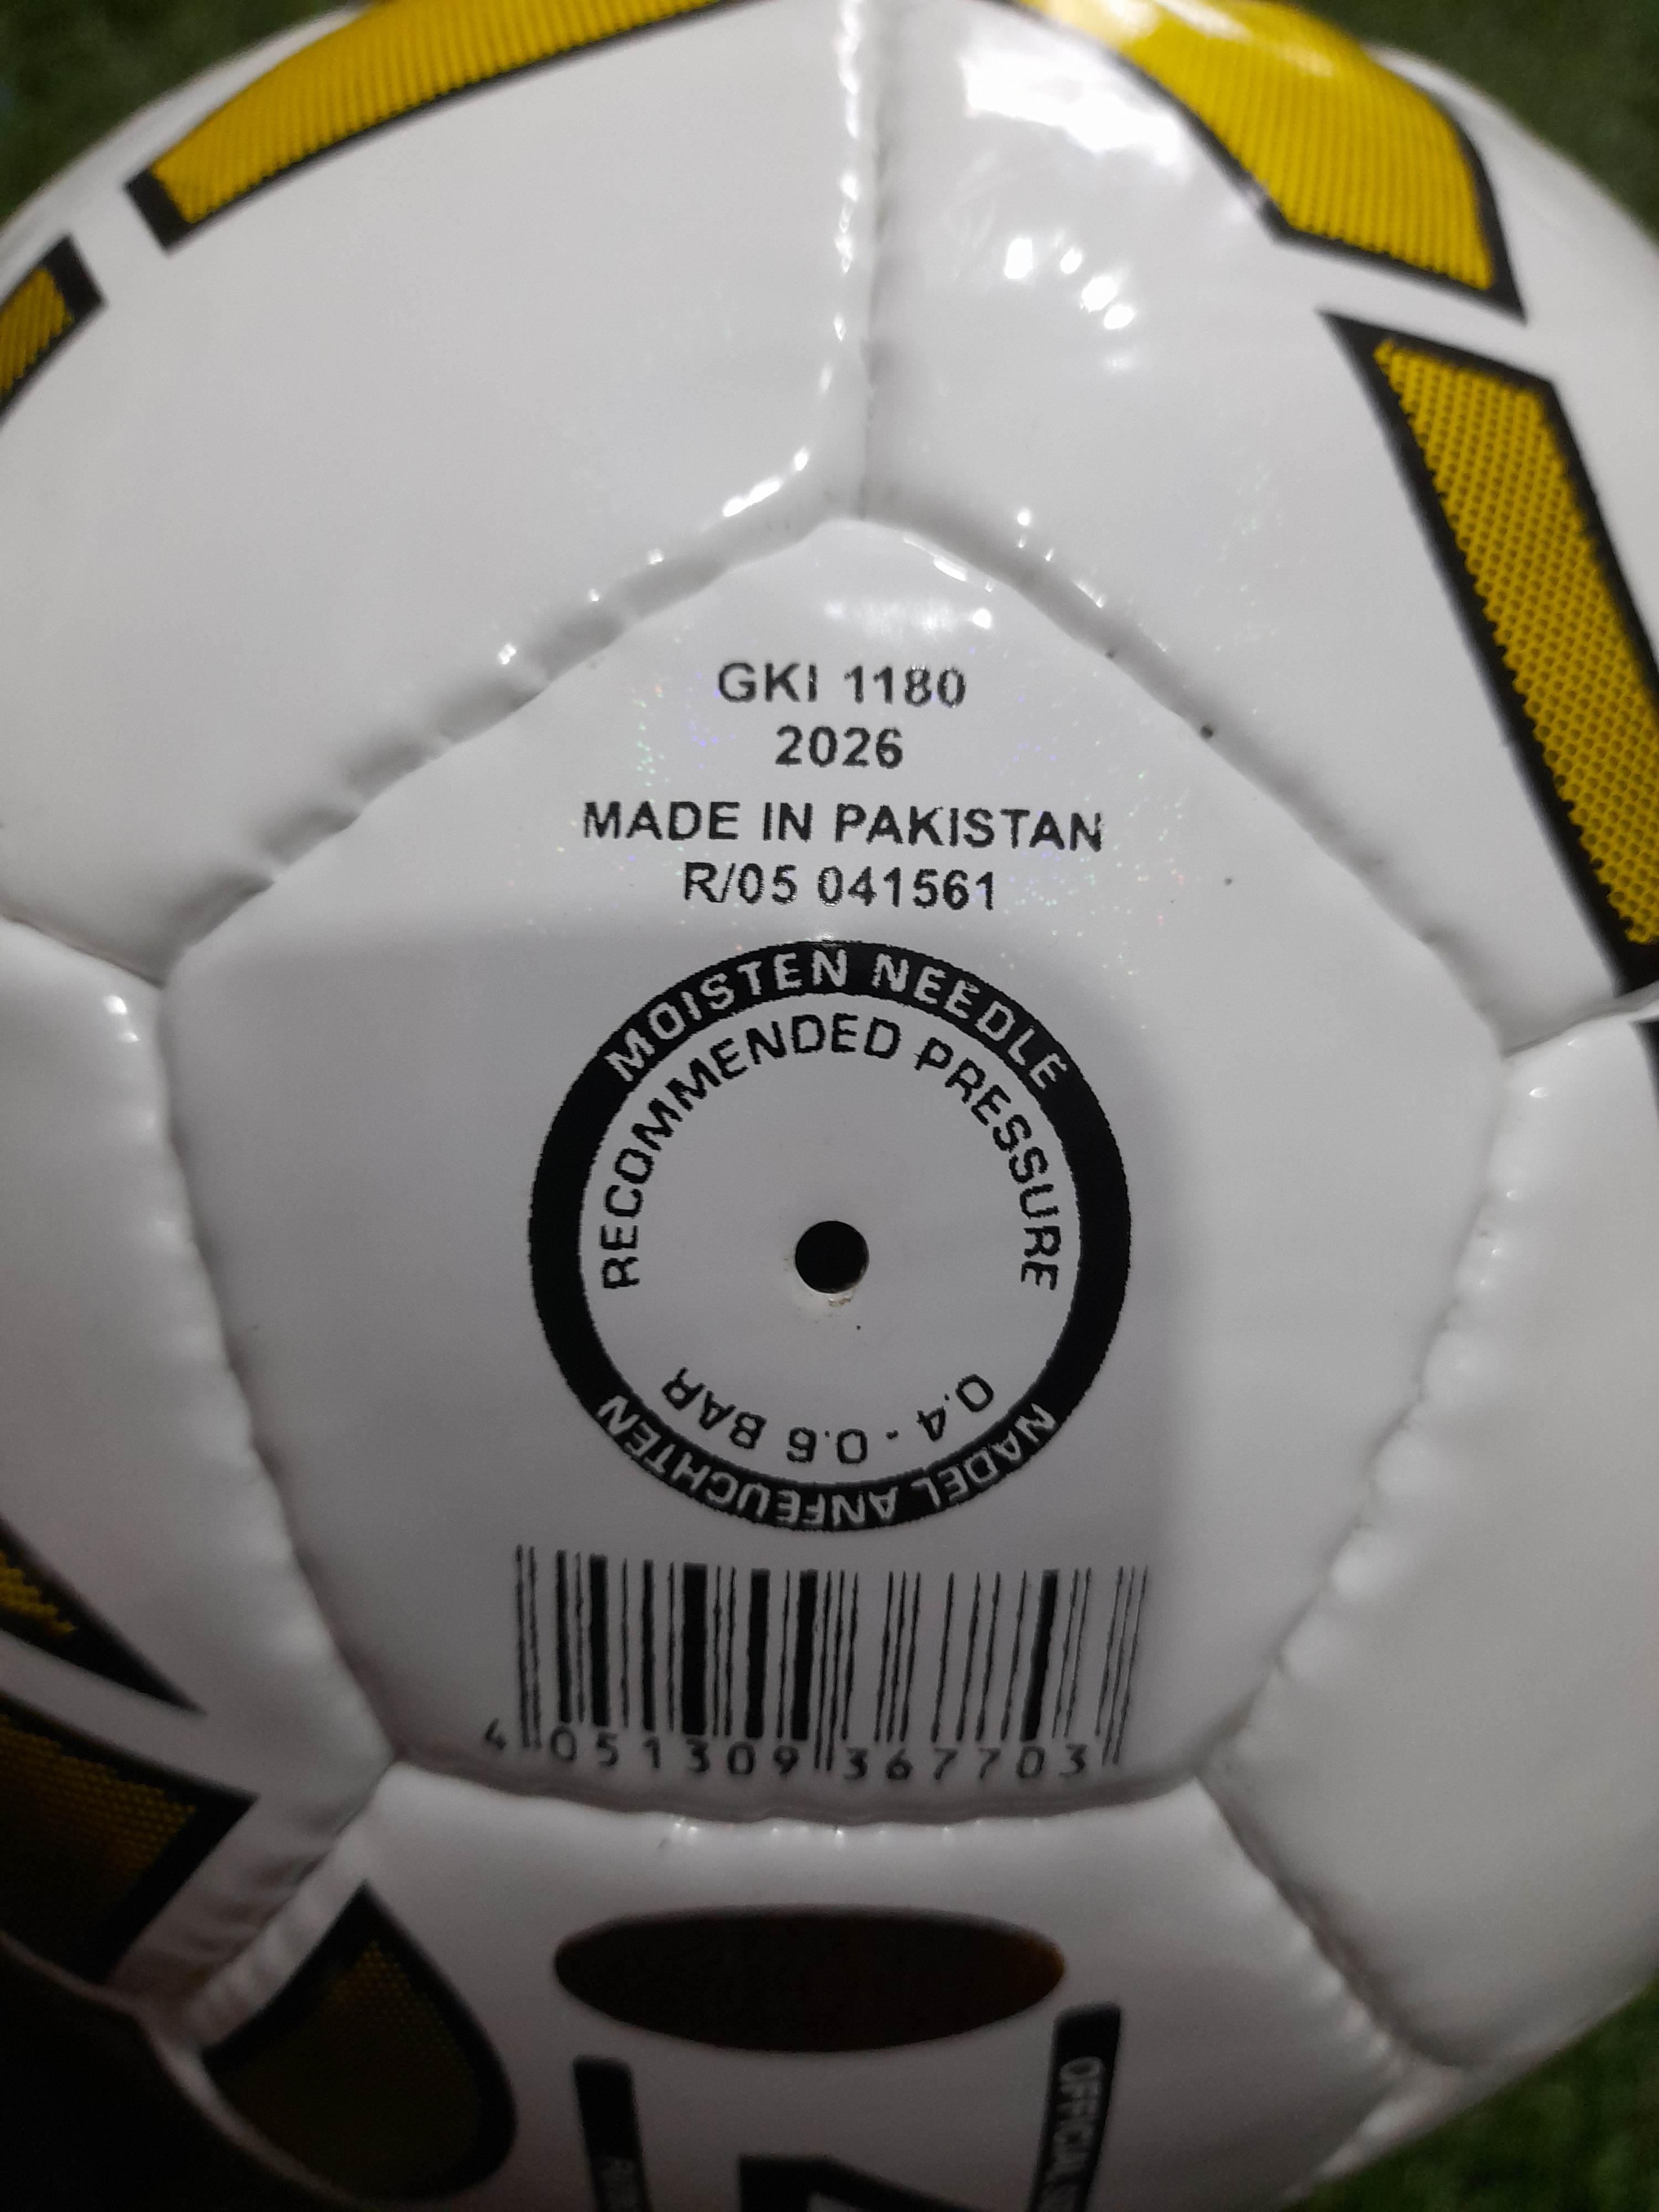 GKI 1180
2026
MADE IN PAKISTAN
R/05 041561
MOISTEN NEEDLE
RECOMMENDED PRESSURE
0.4 - 0.6 BAR
NADEL ANFEUCHTEN
4 051309 367703
OFFICIAL